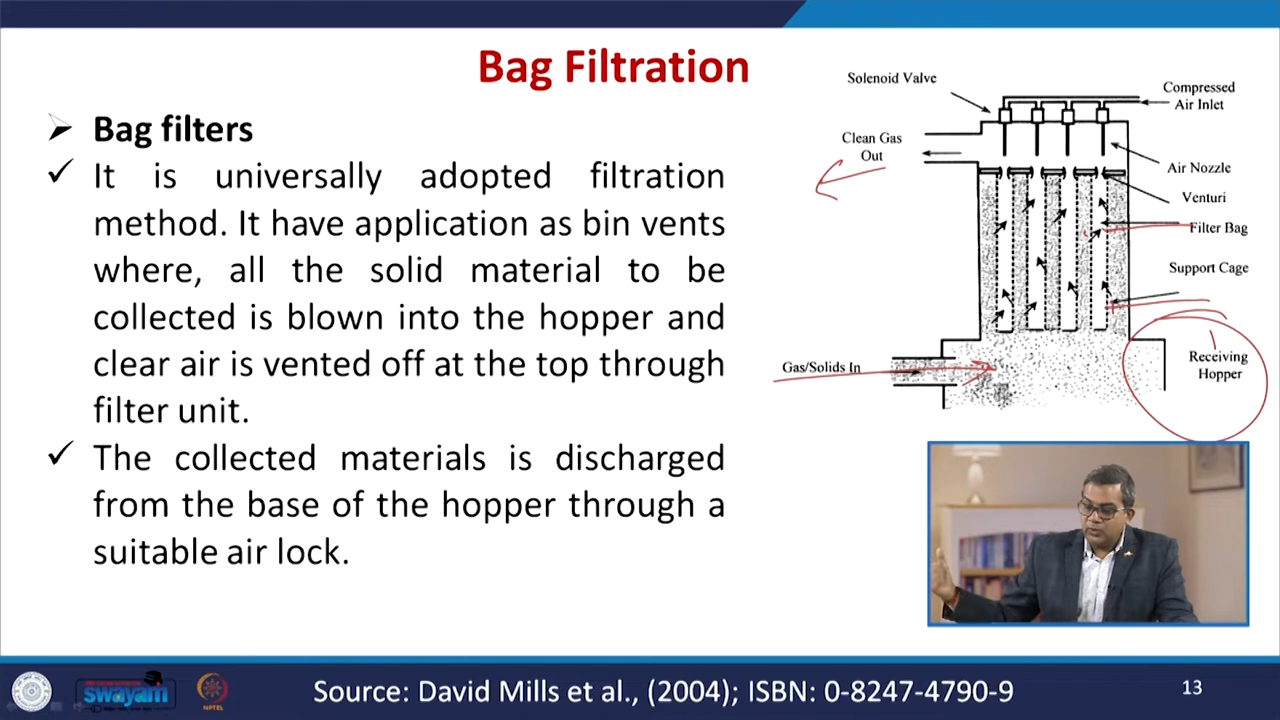 Bag Filtration
Bag filters
It is universally adopted filtration
method. It have application as bin vents
where, all the solid material to be
collected is blown into the hopper and
clear air is vented off at the top through
filter unit.
The collected materials is discharged
from the base of the hopper through a
suitable air lock.
Solenoid Valve
Compressed
Air Inlet
Clean Gas
Out
Air Nozzle
Venturi
Filter Bag
Support Cage
Gas/Solids In
Receiving
Hopper
swayam
NPTEL
Source: David Mills et al., (2004); ISBN: 0-8247-4790-9
13